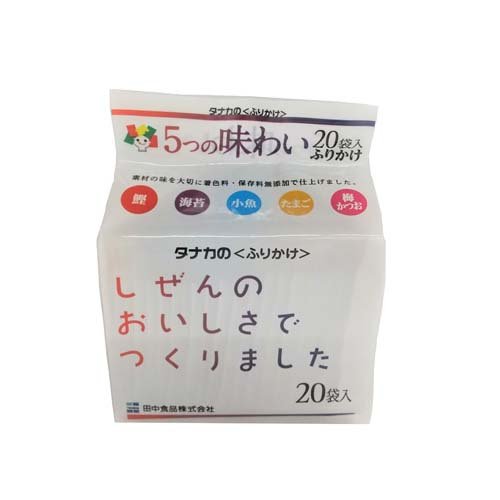 タナカの<ふりかけ>
5つの味わい 20袋入 ふりかけ
素材の味を大切に着色料・保存料無添加で仕上げました。
鰹 海苔 小魚 たまご 梅かつお
タナカの<ふりかけ>
しぜんの
おいしさで
つくりました
20袋入
田中食品株式会社